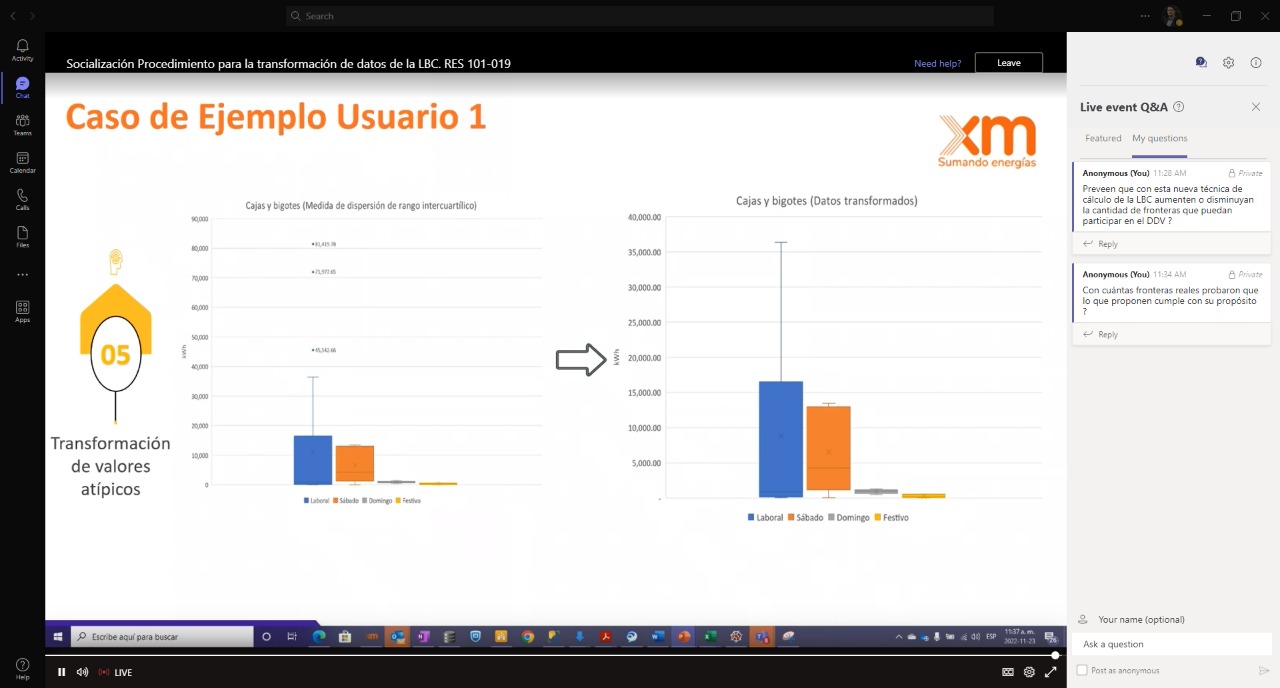 Search
Activity
Chat
Teams
Calendar
Calls
Files
Apps
Help
Socialización Procedimiento para la transformación de datos de la LBC. RES 101-019
Need help?
Leave
Caso de Ejemplo Usuario 1
xm
Sumando energías
05
Transformación
de valores
atípicos
Cajas y bigotes (Medida de dispersión de rango intercuartílico)
90,000
80,000
70,000
60,000
50,000
40,000
30,000
20,000
10,000
0
kWh
71,977.65
45,542.66
Laboral Sábado Domingo Festivo
Cajas y bigotes (Datos transformados)
40,000.00
35,000.00
30,000.00
25,000.00
20,000.00
15,000.00
10,000.00
5,000.00
-
kWh
Laboral Sábado Domingo Festivo
Escribe aquí para buscar
ESP
11:37 a. m.
2022-11-23
26
LIVE
Live event Q&A
Featured My questions
Anonymous (You) 11:28 AM Private
Preveen que con esta nueva técnica de
cálculo de la LBC aumenten o disminuyan
la cantidad de fronteras que puedan
participar en el DDV ?
Reply
Anonymous (You) 11:34 AM Private
Con cuántas fronteras reales probaron que
lo que proponen cumple con su propósito
?
Reply
Your name (optional)
Ask a question
Post as anonymous